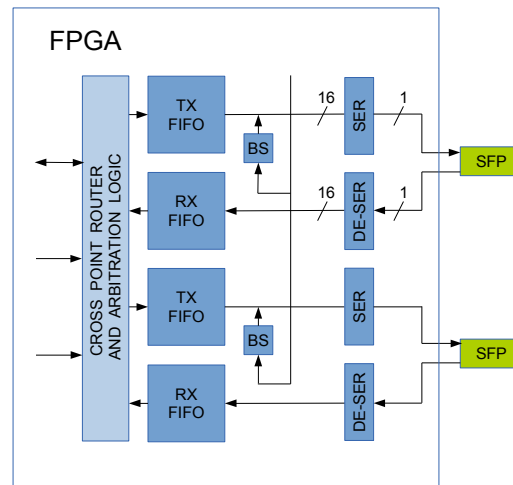 FPGA
CROSS POINT ROUTER
AND ARBITRATION LOGIC
TX
FIFO
BS
16
SER
1
SFP
RX
FIFO
16
DE-SER
1
TX
FIFO
BS
SER
SFP
RX
FIFO
DE-SER